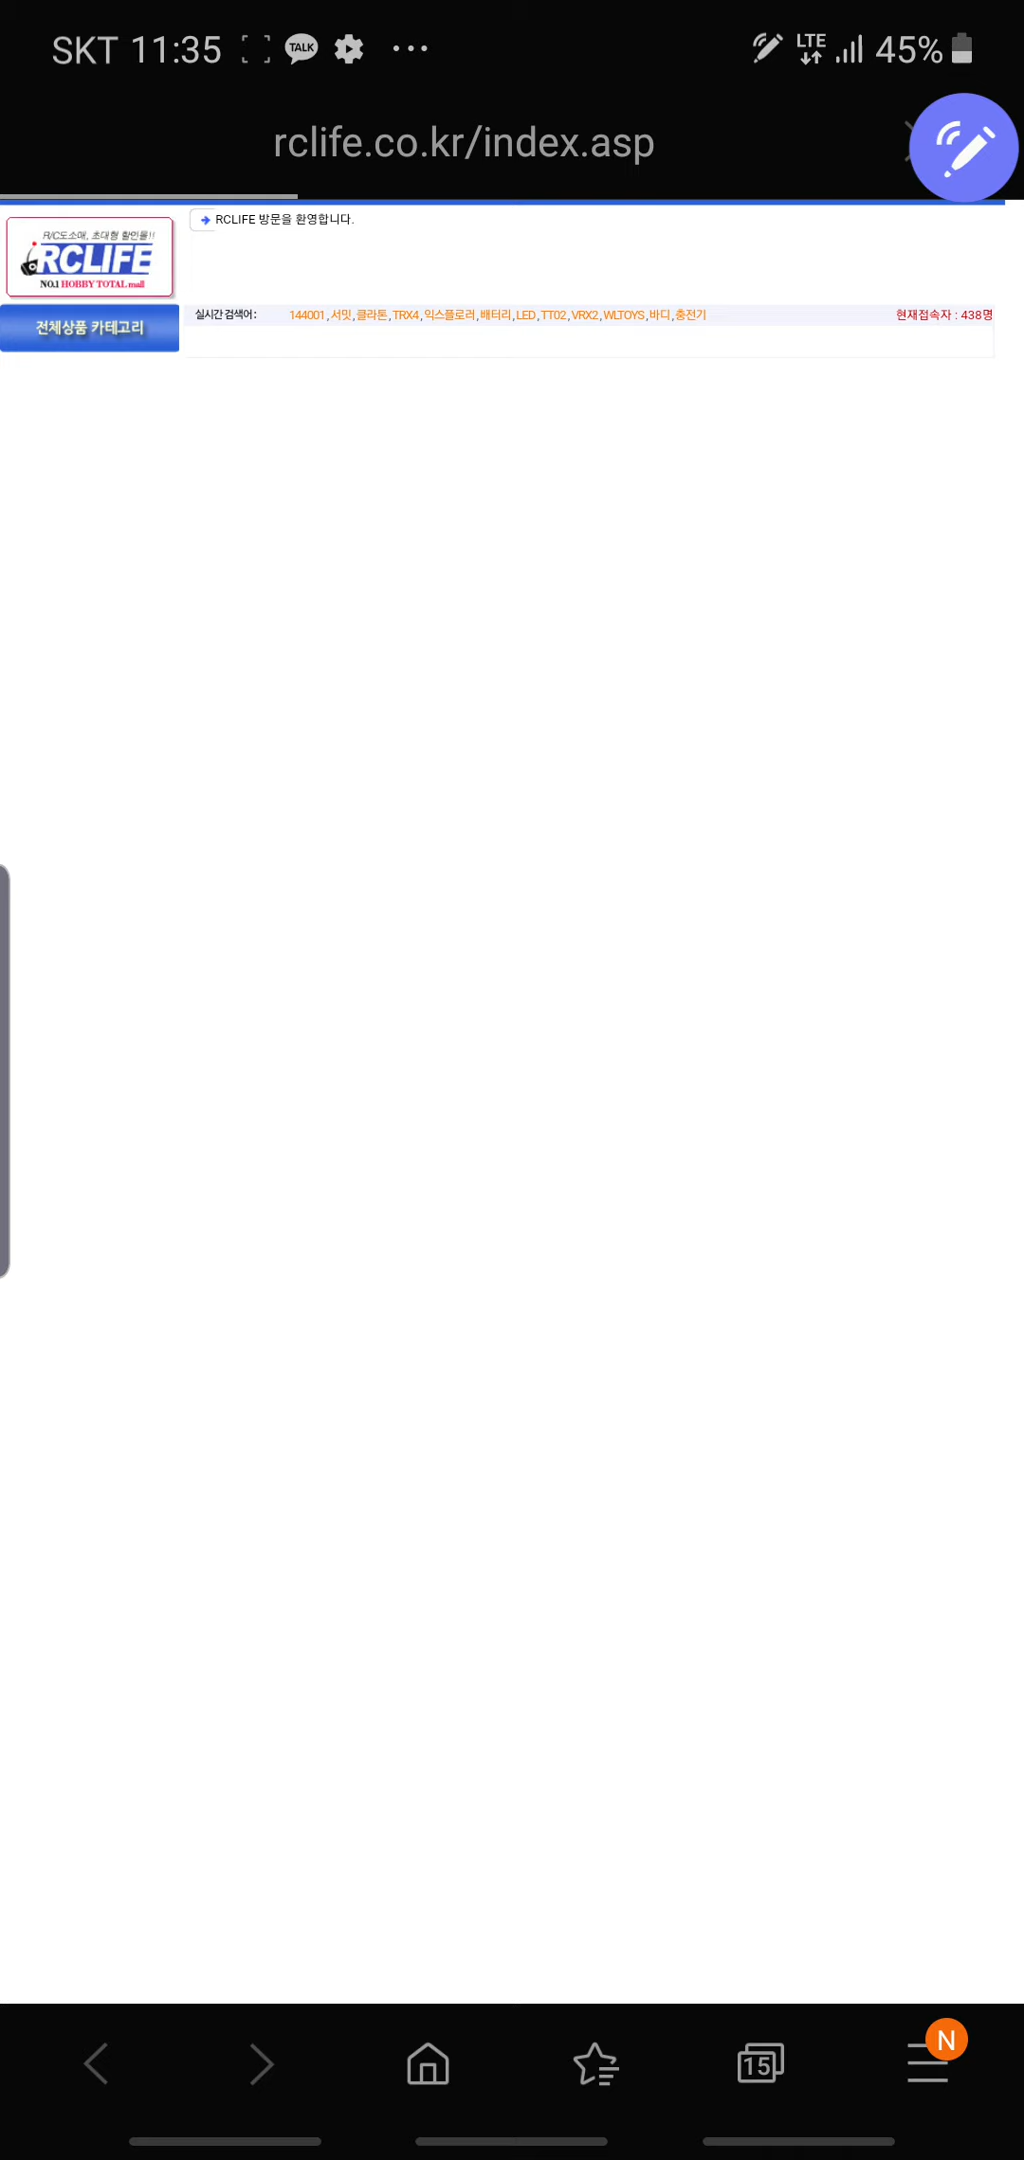 SKT 11:35 TALK LTE 45%
rclife.co.kr/index.asp
R/C도소매, 초대형 할인몰!!
RCLIFE
NO.1 HOBBY TOTAL mall
RCLIFE 방문을 환영합니다.
전체상품 카테고리
실시간 검색어 : 144001 , 서밋 , 클라톤 , TRX4 , 익스플로러 , 배터리 , LED , TT02 , VRX2 , WLTOYS , 바디 , 충전기 현재접속자 : 438명
15
N